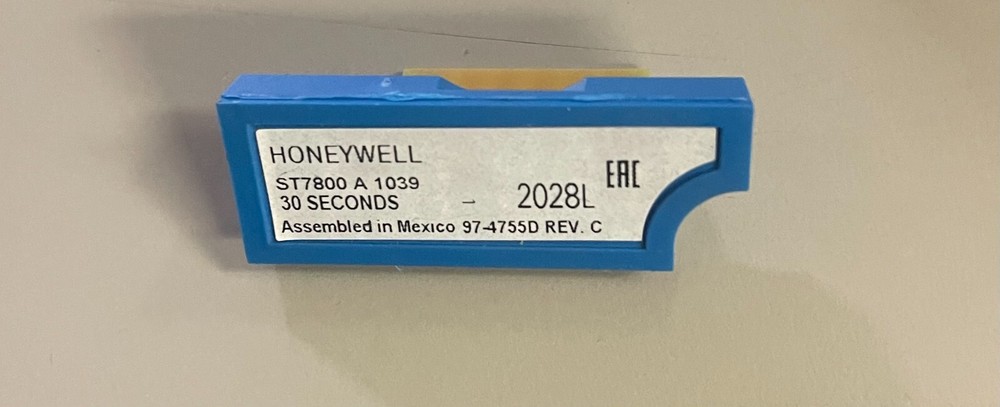 HONEYWELL
EAC
ST7800 A 1039
30 SECONDS - 2028L
Assembled in Mexico 97-4755D REV. C